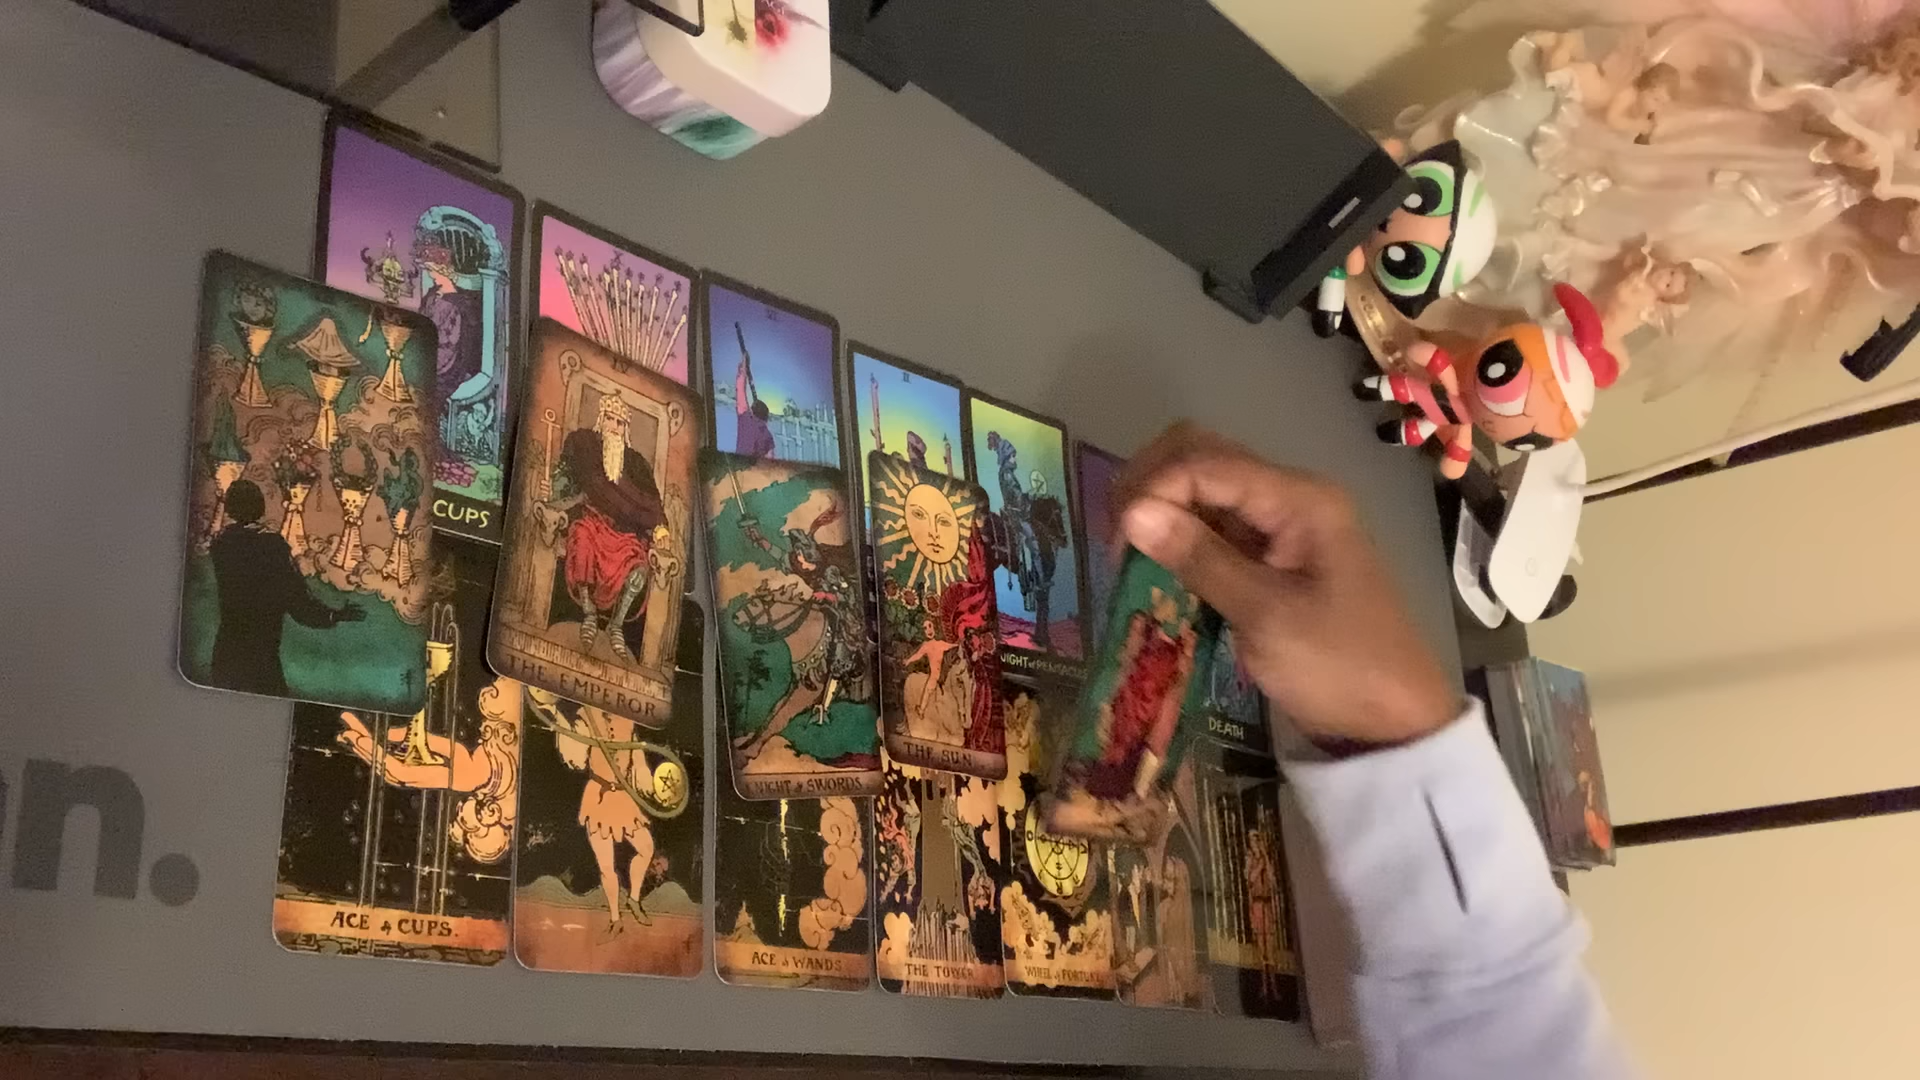 CUPS
IV
THE EMPEROR
KNIGHT of SWORDS
THE SUN
KNIGHT of PENTACLES
DEATH
ACE of CUPS.
ACE of WANDS
THE TOWER
WHEEL of FORTUNE
n.